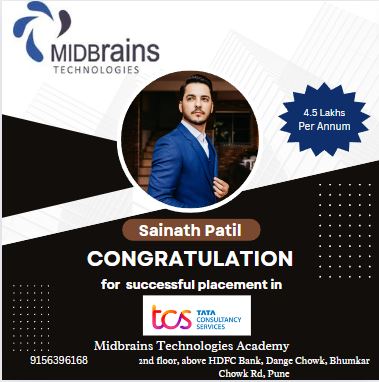 MIDBrains
TECHNOLOGIES
4.5 Lakhs
Per Annum
Sainath Patil
CONGRATULATION
for successful placement in
tcs TATA
CONSULTANCY
SERVICES
Midbrains Technologies Academy
9156396168 2nd floor, above HDFC Bank, Dange Chowk, Bhumkar
Chowk Rd, Pune